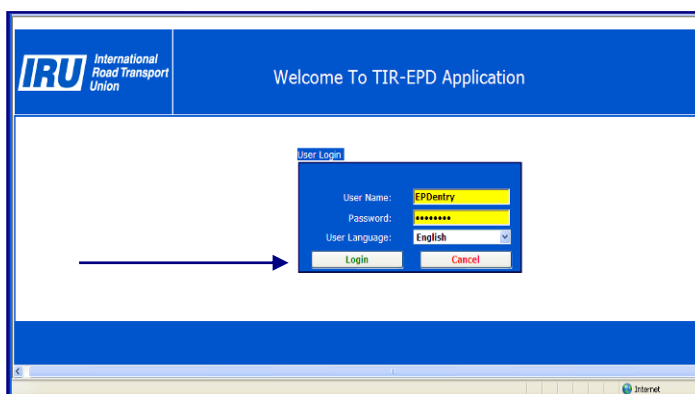 IRU
International
Road Transport
Union
Welcome To TIR-EPD Application
User Login
User Name: EPDentry
Password: ••••••••
User Language: English
Login Cancel
Internet